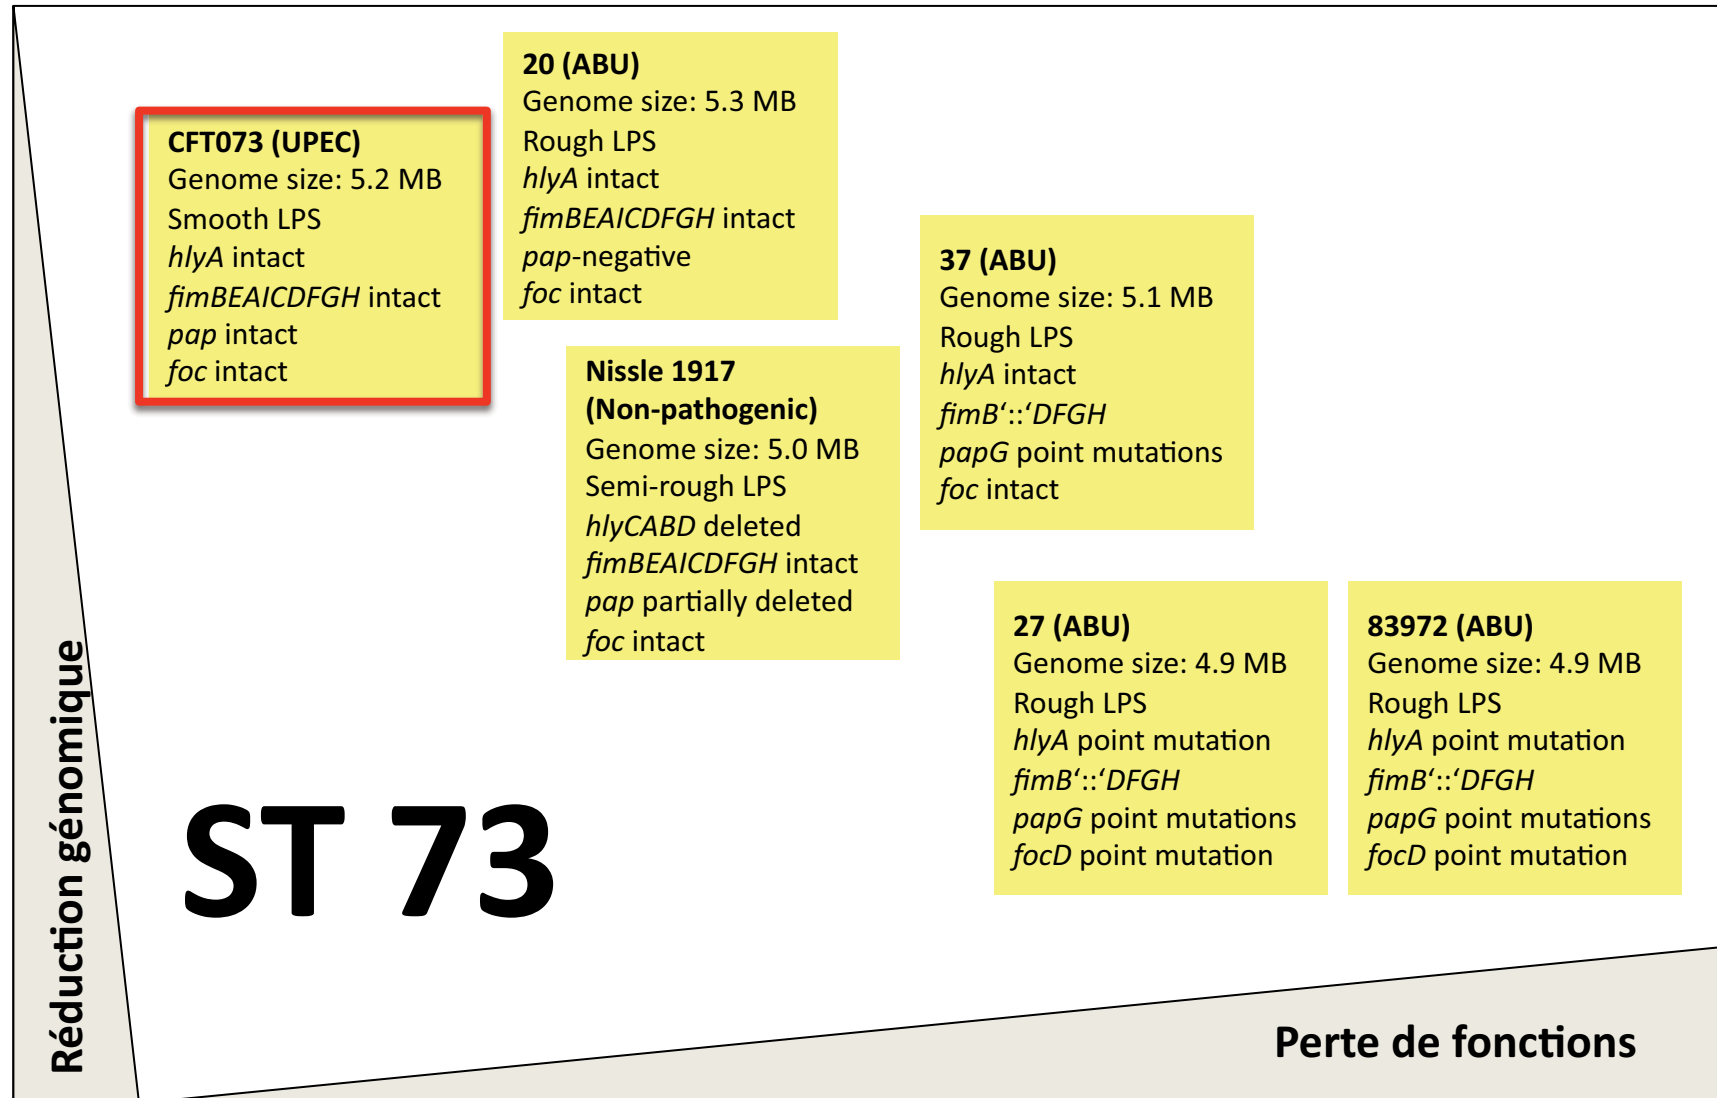 20 (ABU)
Genome size: 5.3 MB
Rough LPS
hlyA intact
fimBEAICDFGH intact
pap-negative
foc intact
CFT073 (UPEC)
Genome size: 5.2 MB
Smooth LPS
hlyA intact
fimBEAICDFGH intact
pap intact
foc intact
37 (ABU)
Genome size: 5.1 MB
Rough LPS
hlyA intact
fimB‘::‘DFGH
papG point mutations
foc intact
Nissle 1917
(Non-pathogenic)
Genome size: 5.0 MB
Semi-rough LPS
hlyCABD deleted
fimBEAICDFGH intact
pap partially deleted
foc intact
27 (ABU)
Genome size: 4.9 MB
Rough LPS
hlyA point mutation
fimB‘::‘DFGH
papG point mutations
focD point mutation
83972 (ABU)
Genome size: 4.9 MB
Rough LPS
hlyA point mutation
fimB‘::‘DFGH
papG point mutations
focD point mutation
Réduction génomique
ST 73
Perte de fonctions